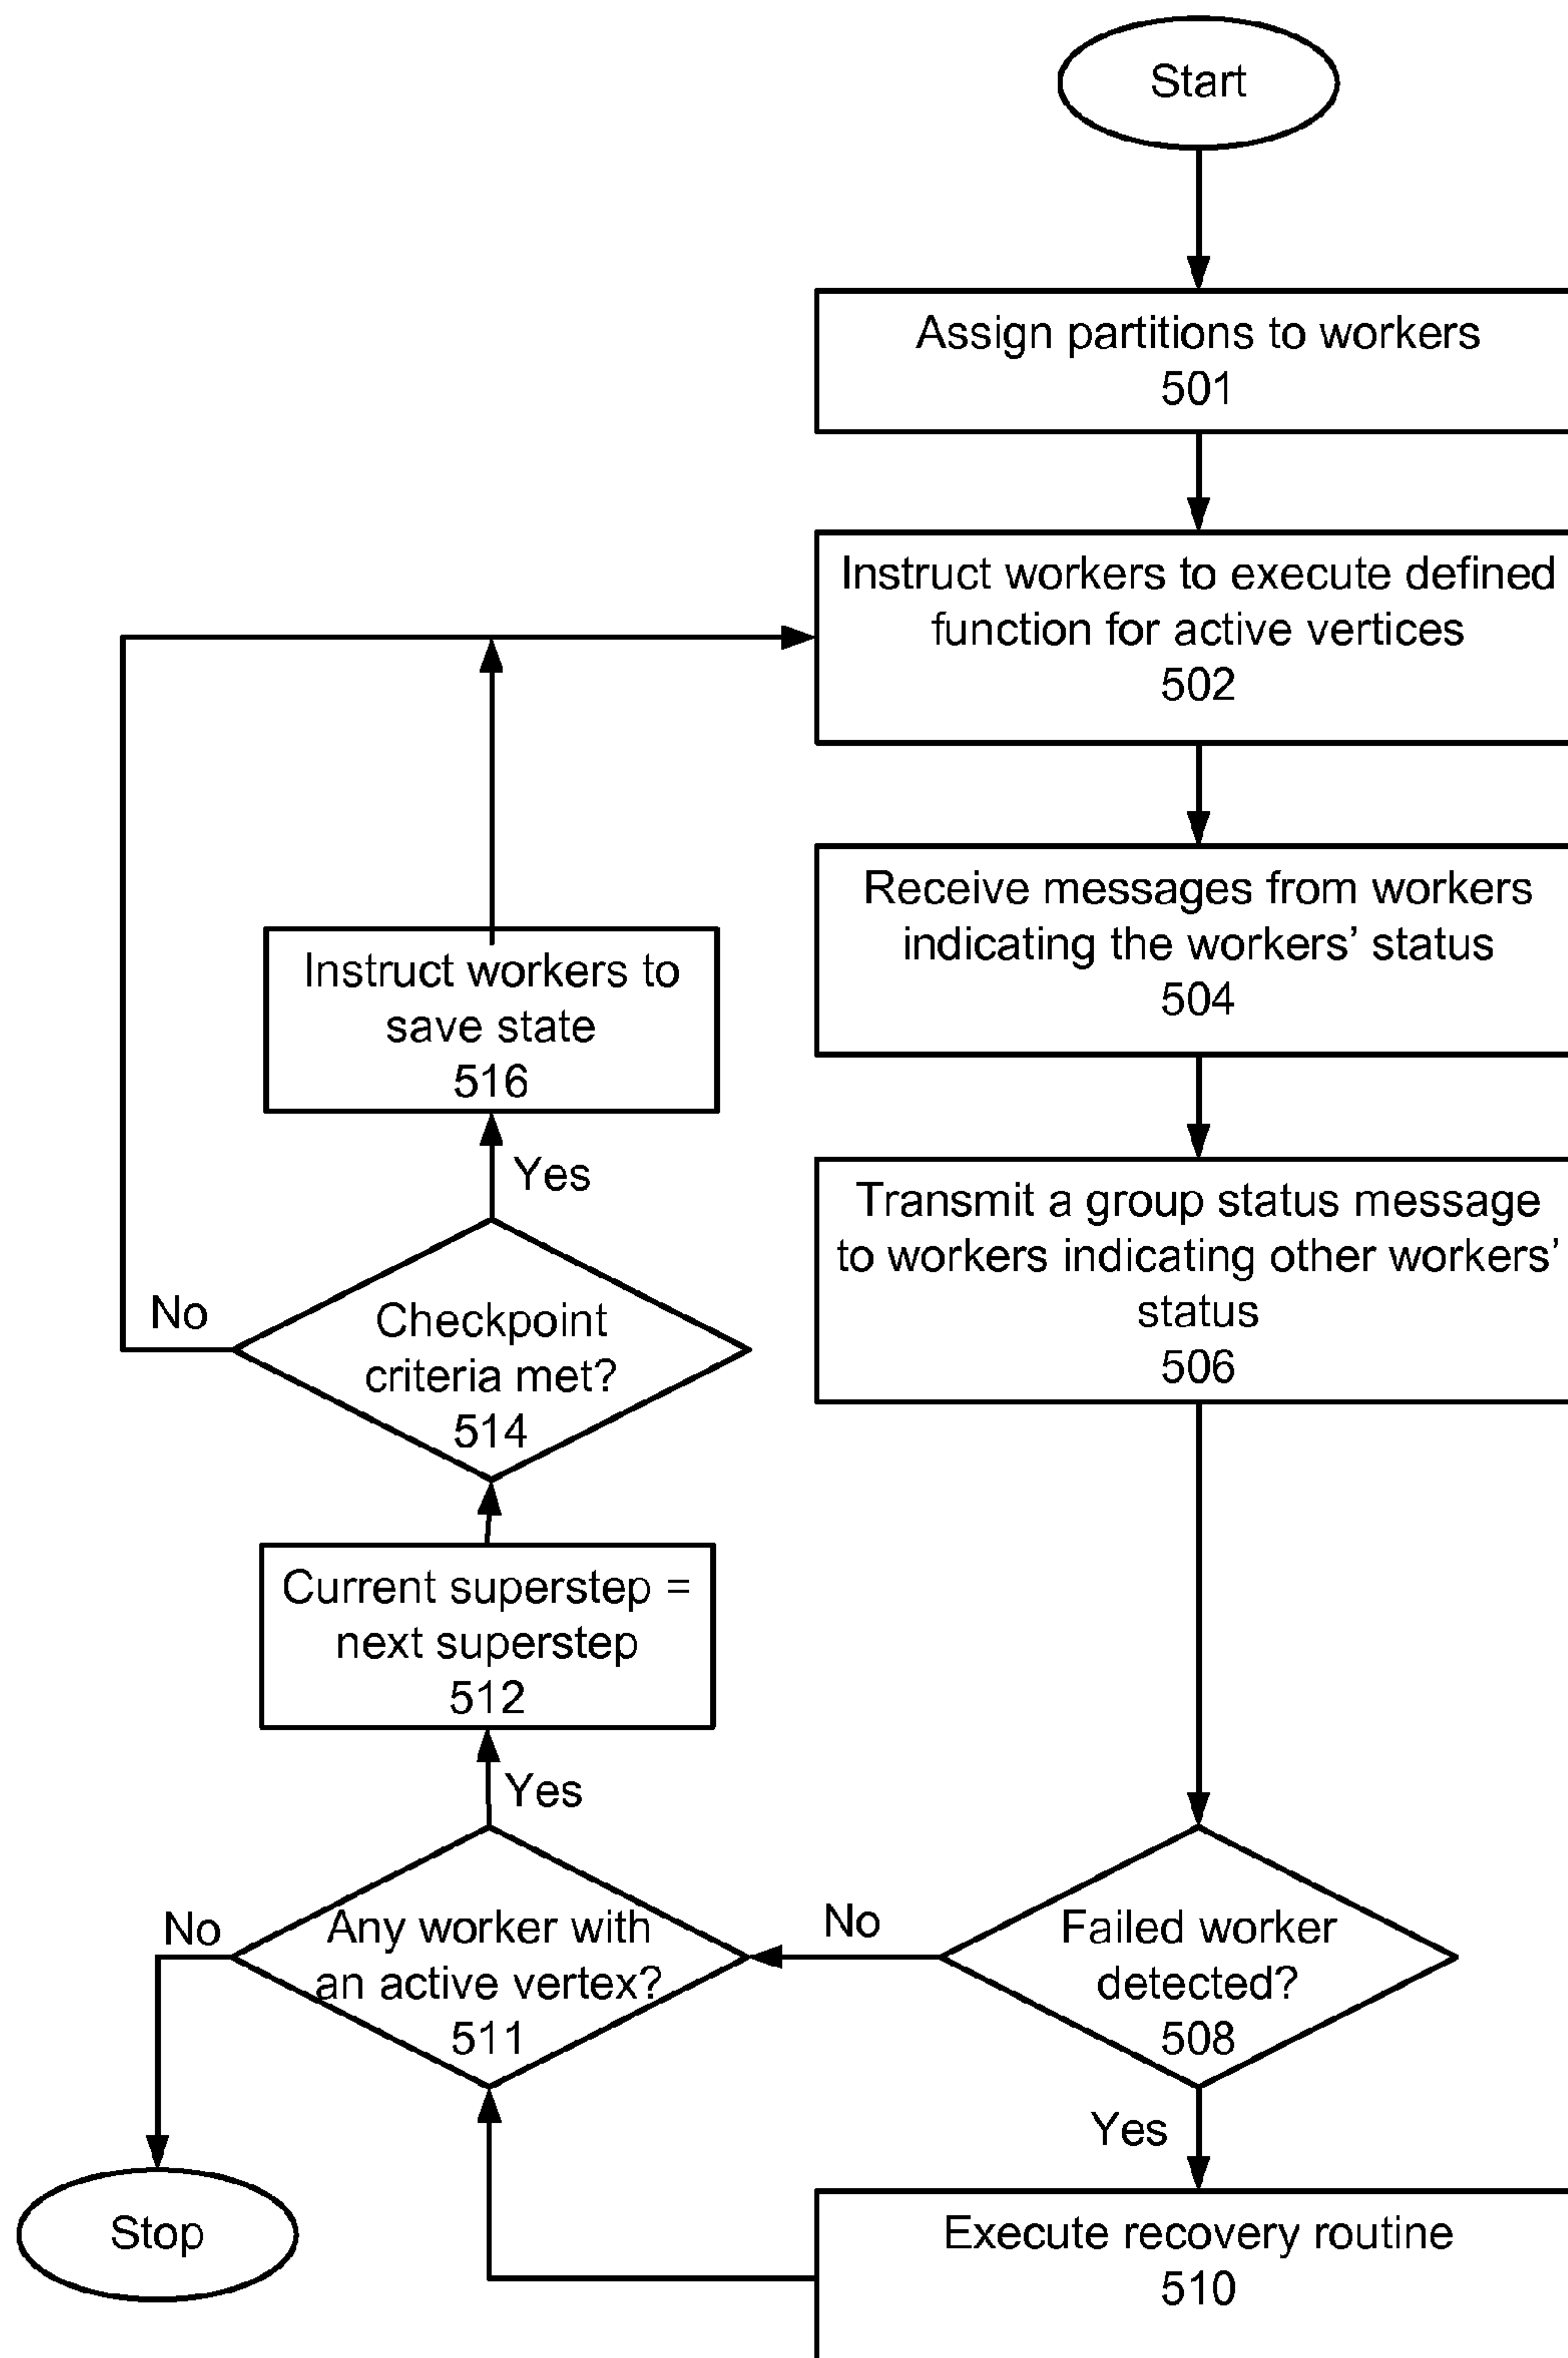 Start
Assign partitions to workers
501
Instruct workers to execute defined
function for active vertices
502
Receive messages from workers
indicating the workers’ status
504
Transmit a group status message
to workers indicating other workers’
status
506
Failed worker
detected?
508
No
Yes
Execute recovery routine
510
Any worker with
an active vertex?
511
No
Stop
Yes
Current superstep =
next superstep
512
Checkpoint
criteria met?
514
No
Yes
Instruct workers to
save state
516